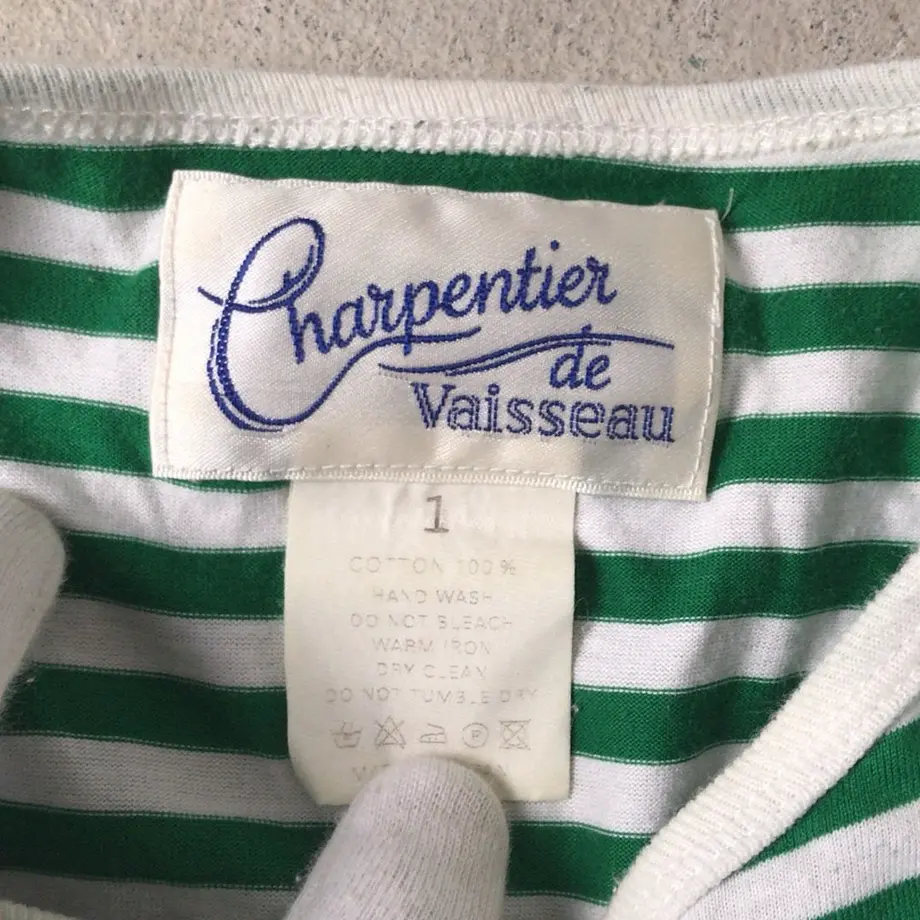 Charpentier
de
Vaisseau
1
COTTON 100%
HAND WASH
DO NOT BLEACH
WARM IRON
DRY CLEAN
DO NOT TUMBLE DRY
P